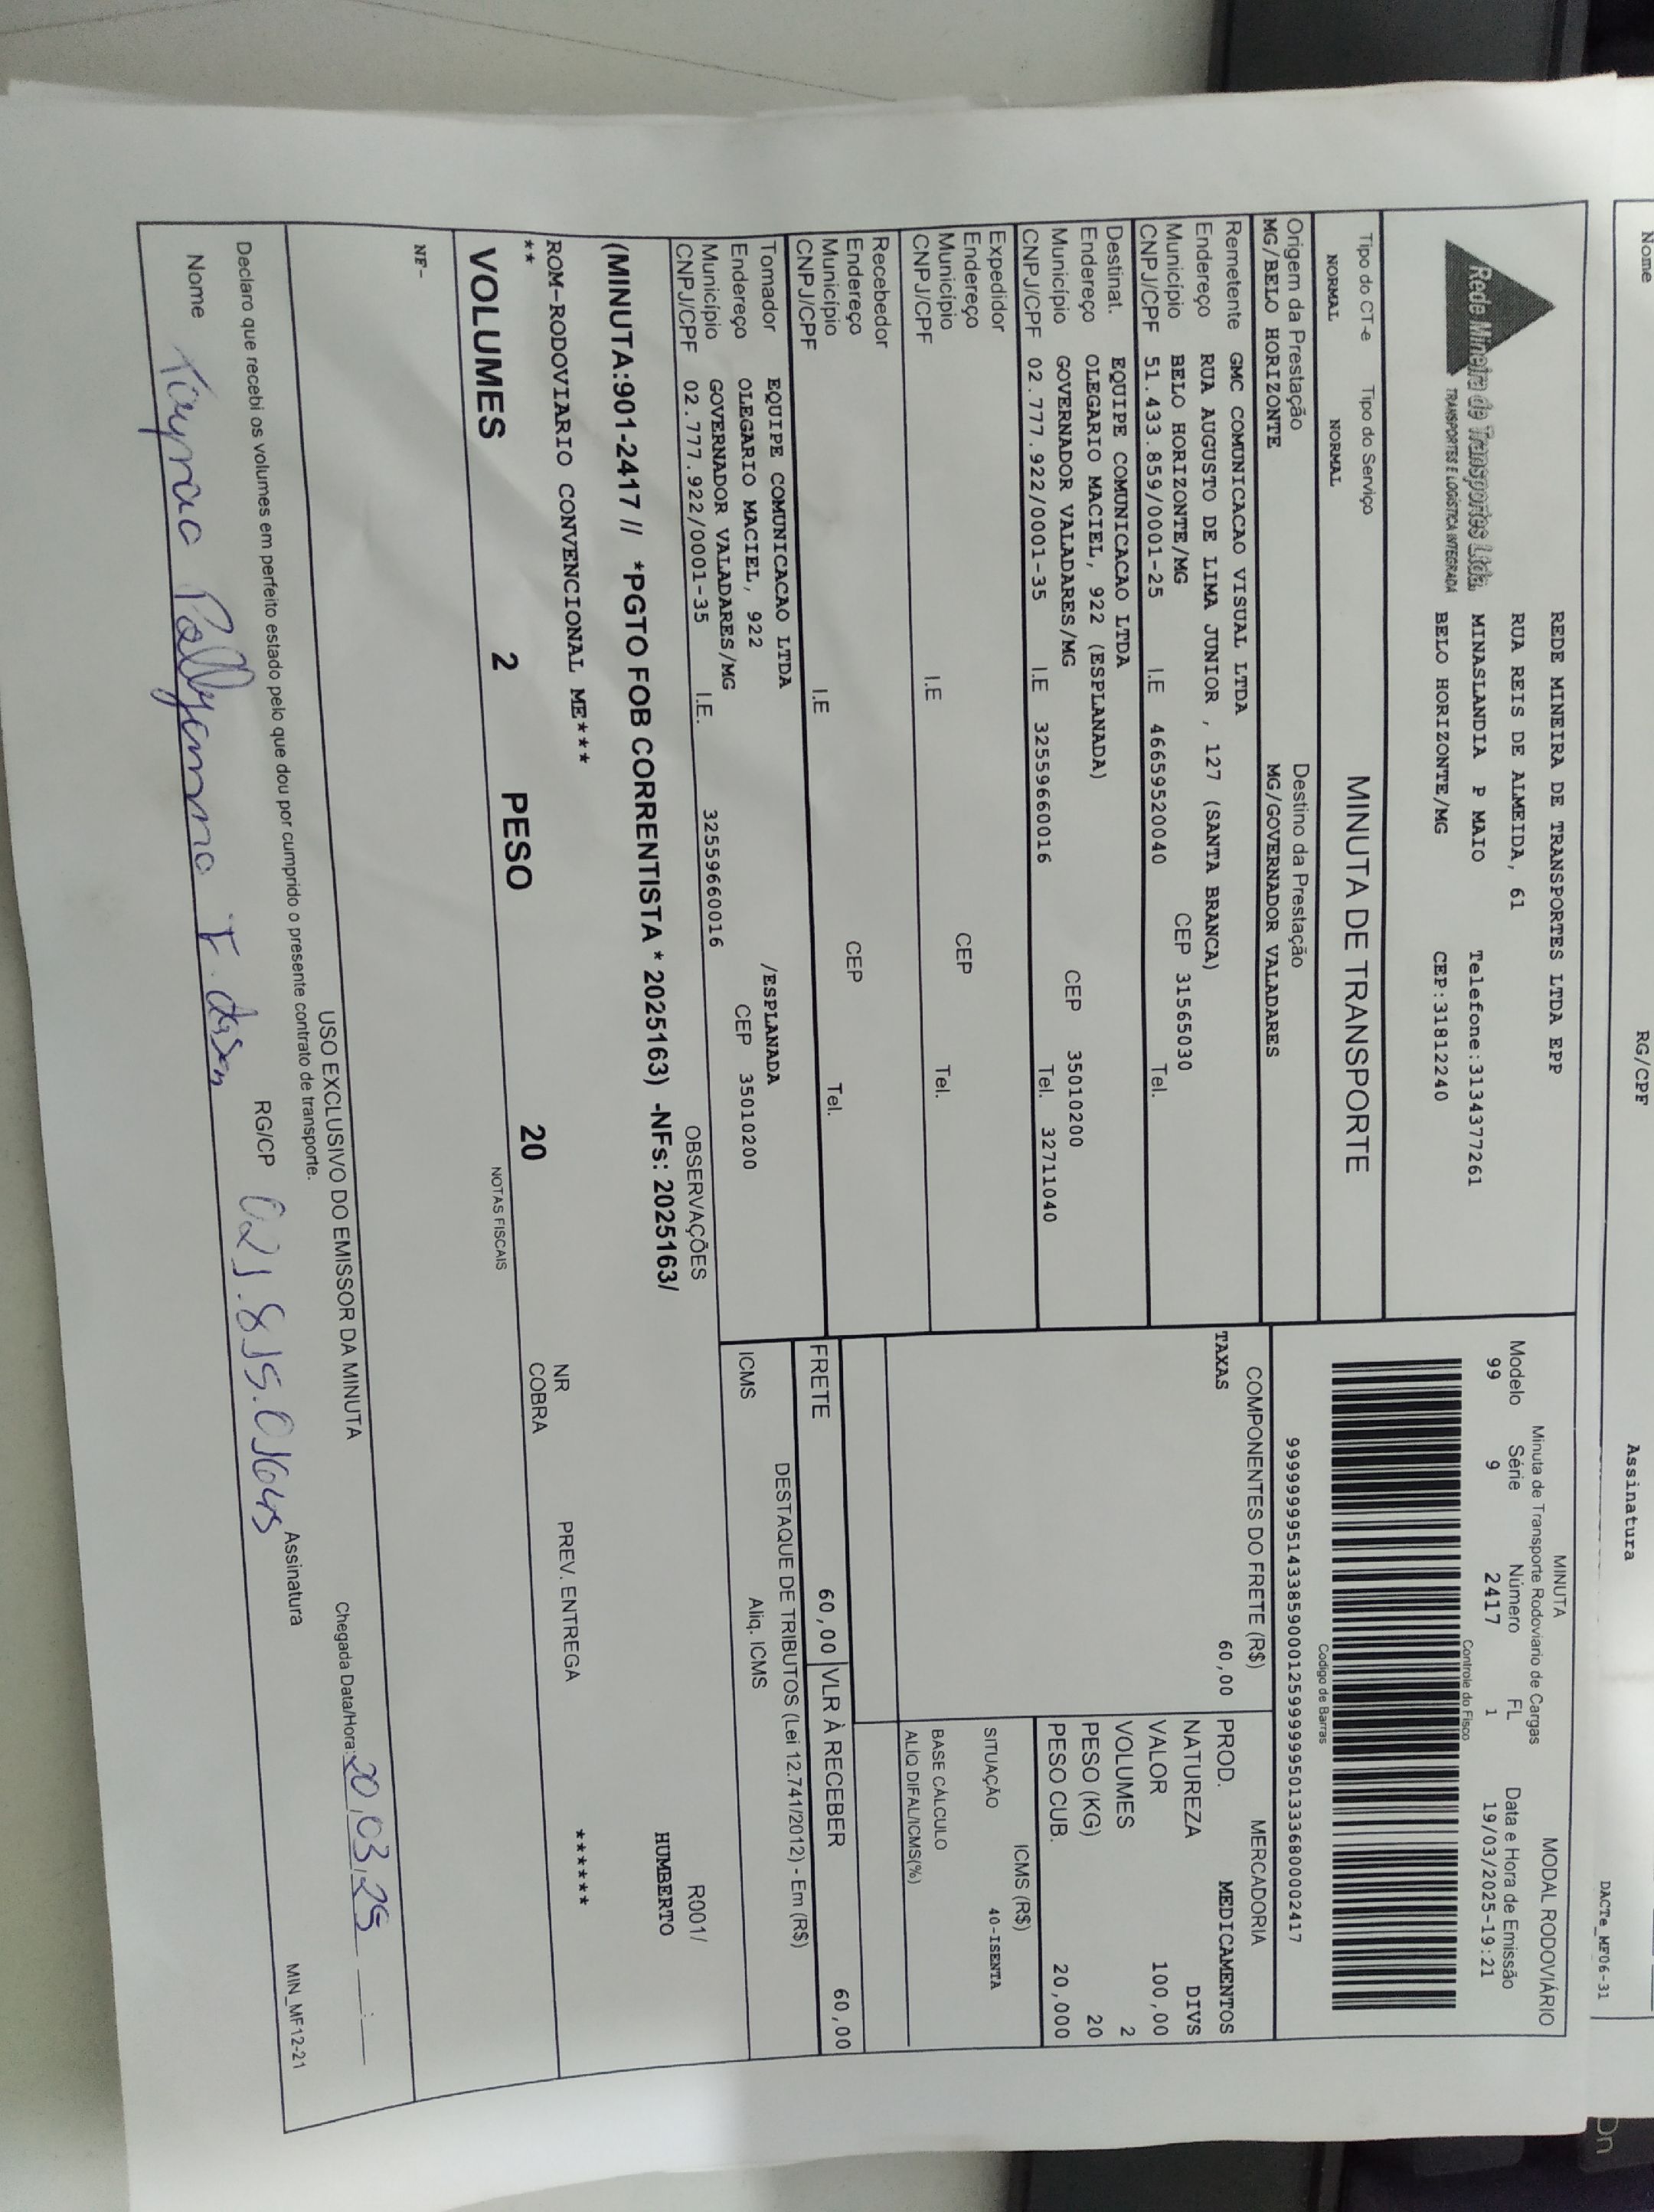 Nome RG/CPF Assinatura
DACTe_MF06-31
Rede Mineira de Transportes Ltda.
TRANSPORTES E LOGÍSTICA INTEGRADA
REDE MINEIRA DE TRANSPORTES LTDA EPP
RUA REIS DE ALMEIDA, 61
MINASLANDIA P MAIO Telefone:3134377261
BELO HORIZONTE/MG CEP:31812240
MINUTA MODAL RODOVIÁRIO
Minuta de Transporte Rodoviario de Cargas
Modelo Série Número FL Data e Hora de Emissão
99 9 2417 1 19/03/2025-19:21
Controle do Fisco
Codigo de Barras
99999999951433859000125999999950133368000002417
Tipo do CT-e Tipo do Serviço
NORMAL NORMAL
MINUTA DE TRANSPORTE
Origem da Prestação Destino da Prestação
MG/BELO HORIZONTE MG/GOVERNADOR VALADARES
Remetente GMC COMUNICACAO VISUAL LTDA
Endereço RUA AUGUSTO DE LIMA JUNIOR , 127 (SANTA BRANCA)
Município BELO HORIZONTE/MG CEP 31565030
CNPJ/CPF 51.433.859/0001-25 I.E 46659520040 Tel.
Destinat. EQUIPE COMUNICACAO LTDA
Endereço OLEGARIO MACIEL, 922 (ESPLANADA)
Município GOVERNADOR VALADARES/MG CEP 35010200
CNPJ/CPF 02.777.922/0001-35 I.E 32559660016 Tel. 32711040
Expedidor
Endereço
Município CEP
CNPJ/CPF I.E Tel.
Recebedor
Endereço
Município CEP
CNPJ/CPF I.E Tel.
Tomador EQUIPE COMUNICACAO LTDA
Endereço OLEGARIO MACIEL, 922 /ESPLANADA
Município GOVERNADOR VALADARES/MG CEP 35010200
CNPJ/CPF 02.777.922/0001-35 I.E. 32559660016
COMPONENTES DO FRETE (R$)
TAXAS 60,00
MERCADORIA
PROD. MEDICAMENTOS
NATUREZA DIVS
VALOR 100,00
VOLUMES 2
PESO (KG) 20
PESO CUB. 20,000
ICMS (R$)
SITUAÇÃO 40-ISENTA
BASE CÁLCULO
ALÍQ DIFAL/ICMS(%)
FRETE 60,00 VLR À RECEBER 60,00
DESTAQUE DE TRIBUTOS (Lei 12.741/2012) - Em (R$)
ICMS Aliq. ICMS
OBSERVAÇÕES
R001/
HUMBERTO
(MINUTA:901-2417 // *PGTO FOB CORRENTISTA * 2025163) -NFs: 2025163/
ROM-RODOVIARIO CONVENCIONAL ME****
**
NR PREV. ENTREGA ******
COBRA
VOLUMES 2 PESO 20
NOTAS FISCAIS
NF-
USO EXCLUSIVO DO EMISSOR DA MINUTA
Chegada Data/Hora: 20,03,25
Declaro que recebi os volumes em perfeito estado pelo que dou por cumprido o presente contrato de transporte.
Nome RG/CP Assinatura
MIN_MF12-21